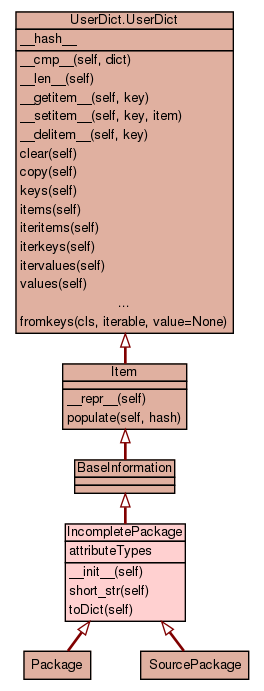 UserDict.UserDict
__hash__
__cmp__(self, dict)
__len__(self)
__getitem__(self, key)
__setitem__(self, key, item)
__delitem__(self, key)
clear(self)
copy(self)
keys(self)
items(self)
iteritems(self)
iterkeys(self)
itervalues(self)
values(self)
...
fromkeys(cls, iterable, value=None)
Item
__repr__(self)
populate(self, hash)
BaseInformation
IncompletePackage
attributeTypes
__init__(self)
short_str(self)
toDict(self)
Package
SourcePackage